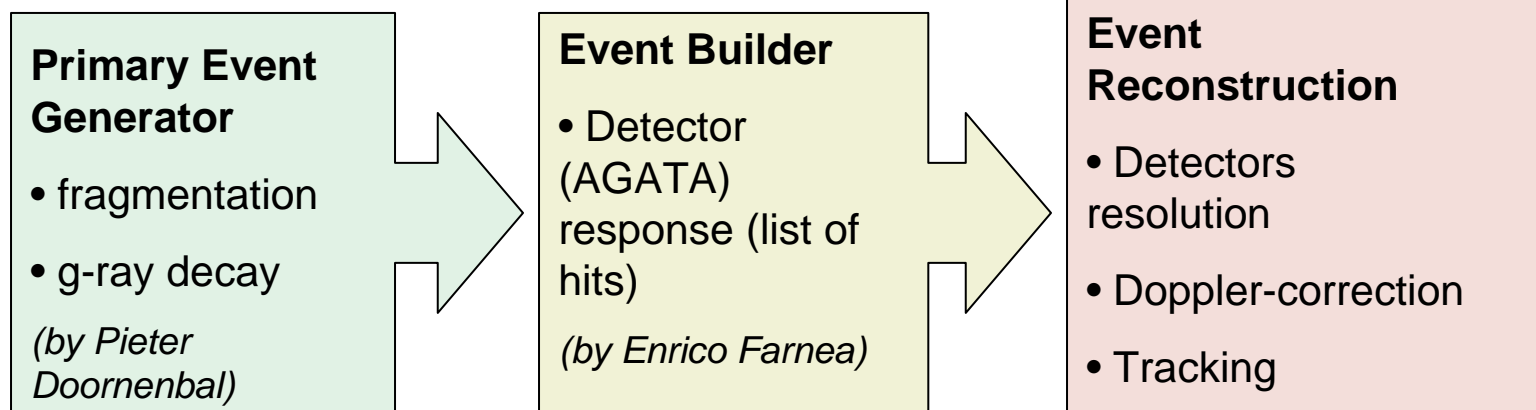 Primary Event
Generator
• fragmentation
• g-ray decay
(by Pieter
Doornenbal)
Event Builder
• Detector
(AGATA)
response (list of
hits)
(by Enrico Farnea)
Event
Reconstruction
• Detectors
resolution
• Doppler-correction
• Tracking